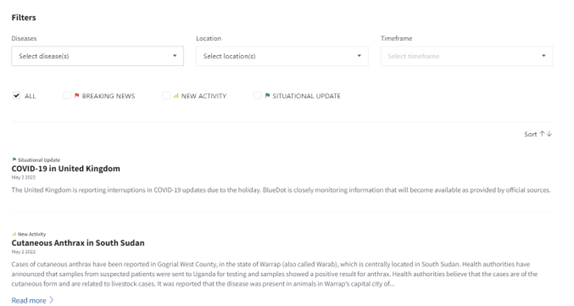 Filters
Diseases Location Timeframe
Select disease(s) Select location(s) Select timeframe
ALL BREAKING NEWS NEW ACTIVITY SITUATIONAL UPDATE
Sort
Situational Update
COVID-19 in United Kingdom
May 2 2022
The United Kingdom is reporting interruptions in COVID-19 updates due to the holiday. BlueDot is closely monitoring information that will become available as provided by official sources.
New Activity
Cutaneous Anthrax in South Sudan
May 2 2022
Cases of cutaneous anthrax have been reported in Gogrial West County, in the state of Warrap (also called Warab), which is centrally located in South Sudan. Health authorities have
announced that samples from suspected patients were sent to Uganda for testing and samples showed a positive result for anthrax. Health authorities believe that the cases are of the
cutaneous form and are related to livestock cases. It was reported that the disease was present in animals in Warrap's capital city of...
Read more